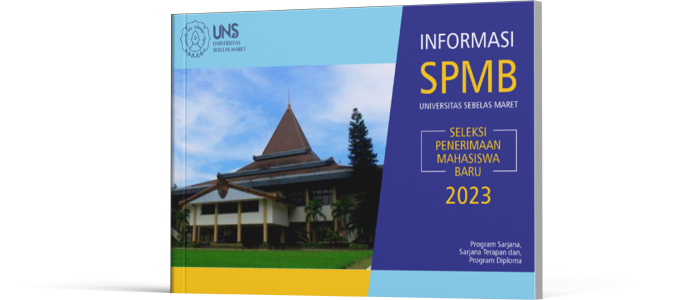 UNS
UNIVERSITAS
SEBELAS MARET
INFORMASI
SPMB
UNIVERSITAS SEBELAS MARET
SELEKSI
PENERIMAAN
MAHASISWA
BARU
2023
Program Sarjana,
Sarjana Terapan dan,
Program Diploma